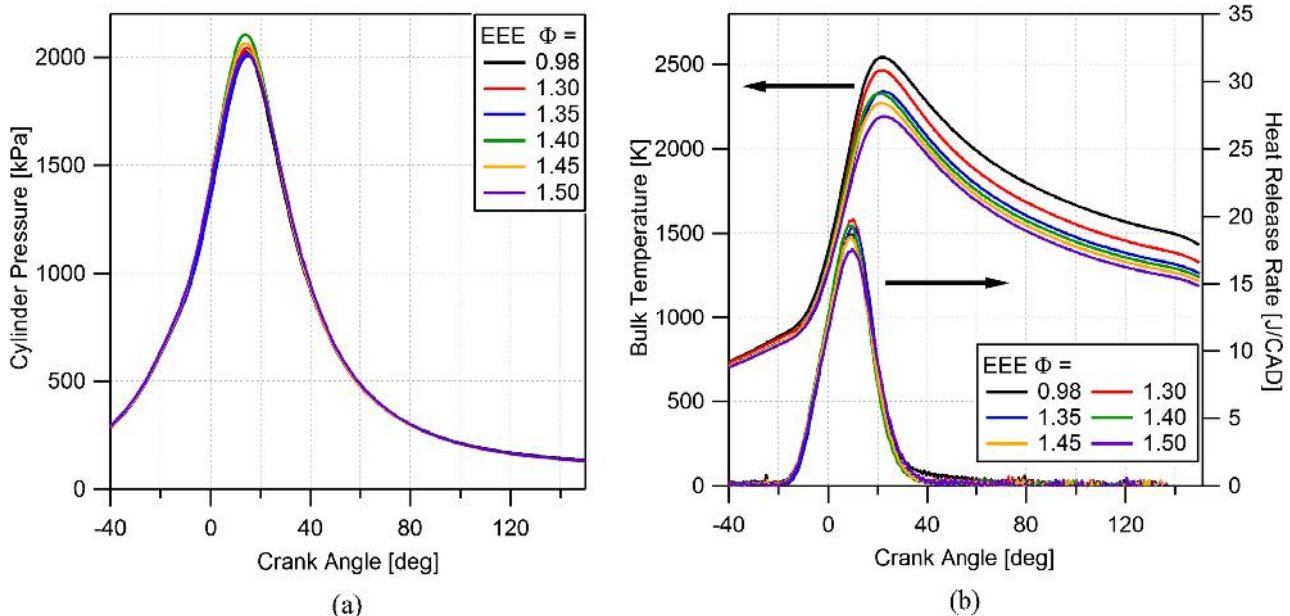 Cylinder Pressure [kPa]
2000
1500
1000
500
0
-40 0 40 80 120
Crank Angle [deg]
EEE Φ =
0.98
1.30
1.35
1.40
1.45
1.50
(a)
Bulk Temperature [K]
2500
2000
1500
1000
500
0
-40 0 40 80 120
Crank Angle [deg]
35
30
25
20
15
10
5
0
Heat Release Rate [J/CAD]
EEE Φ =
0.98 1.30
1.35 1.40
1.45 1.50
(b)